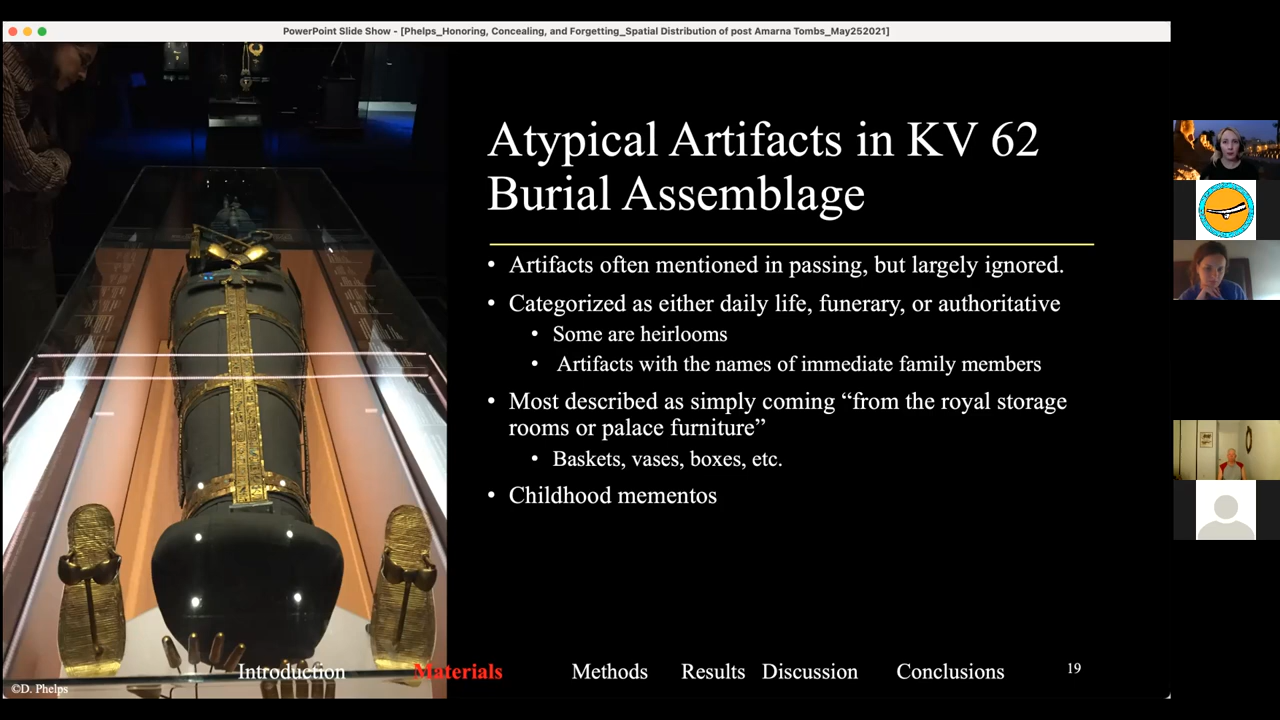 PowerPoint Slide Show - [Phelps_Honoring, Concealing, and Forgetting_Spatial Distribution of post Amarna Tombs_May252021]
Atypical Artifacts in KV 62
Burial Assemblage
• Artifacts often mentioned in passing, but largely ignored.
• Categorized as either daily life, funerary, or authoritative
• Some are heirlooms
• Artifacts with the names of immediate family members
• Most described as simply coming “from the royal storage
rooms or palace furniture”
• Baskets, vases, boxes, etc.
• Childhood mementos
Introduction Materials Methods Results Discussion Conclusions 19
©D. Phelps